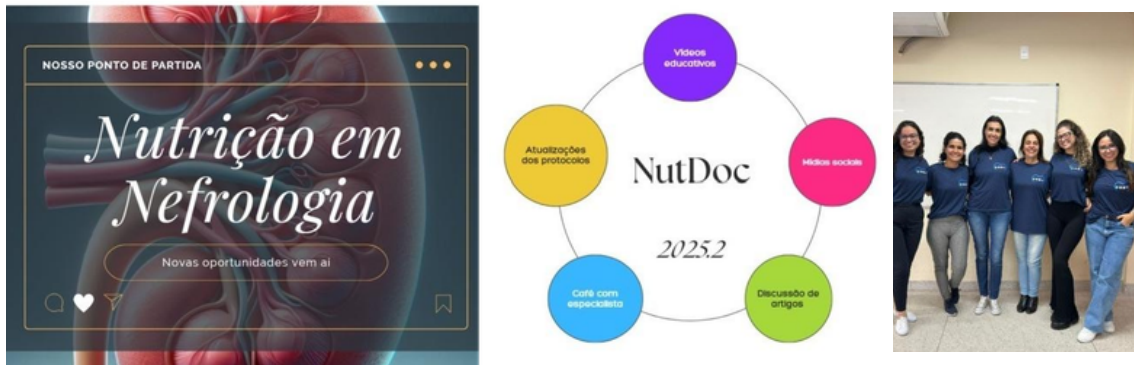 NOSSO PONTO DE PARTIDA
Nutrição em
Nefrologia
Novas oportunidades vem ai
Vídeos
educativos
Atualizações
dos protocolos
Mídias sociais
NutDoc
2025.2
Café com
especialista
Discussão de
artigos